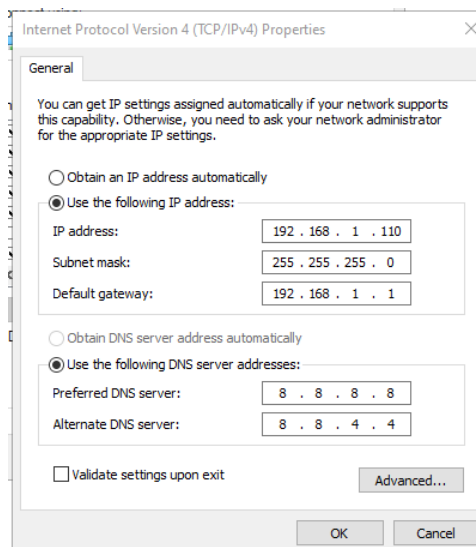 Internet Protocol Version 4 (TCP/IPv4) Properties
General
You can get IP settings assigned automatically if your network supports
this capability. Otherwise, you need to ask your network administrator
for the appropriate IP settings.
Obtain an IP address automatically
Use the following IP address:
IP address: 192 . 168 . 1 . 110
Subnet mask: 255 . 255 . 255 . 0
Default gateway: 192 . 168 . 1 . 1
Obtain DNS server address automatically
Use the following DNS server addresses:
Preferred DNS server: 8 . 8 . 8 . 8
Alternate DNS server: 8 . 8 . 4 . 4
Validate settings upon exit
Advanced...
OK Cancel